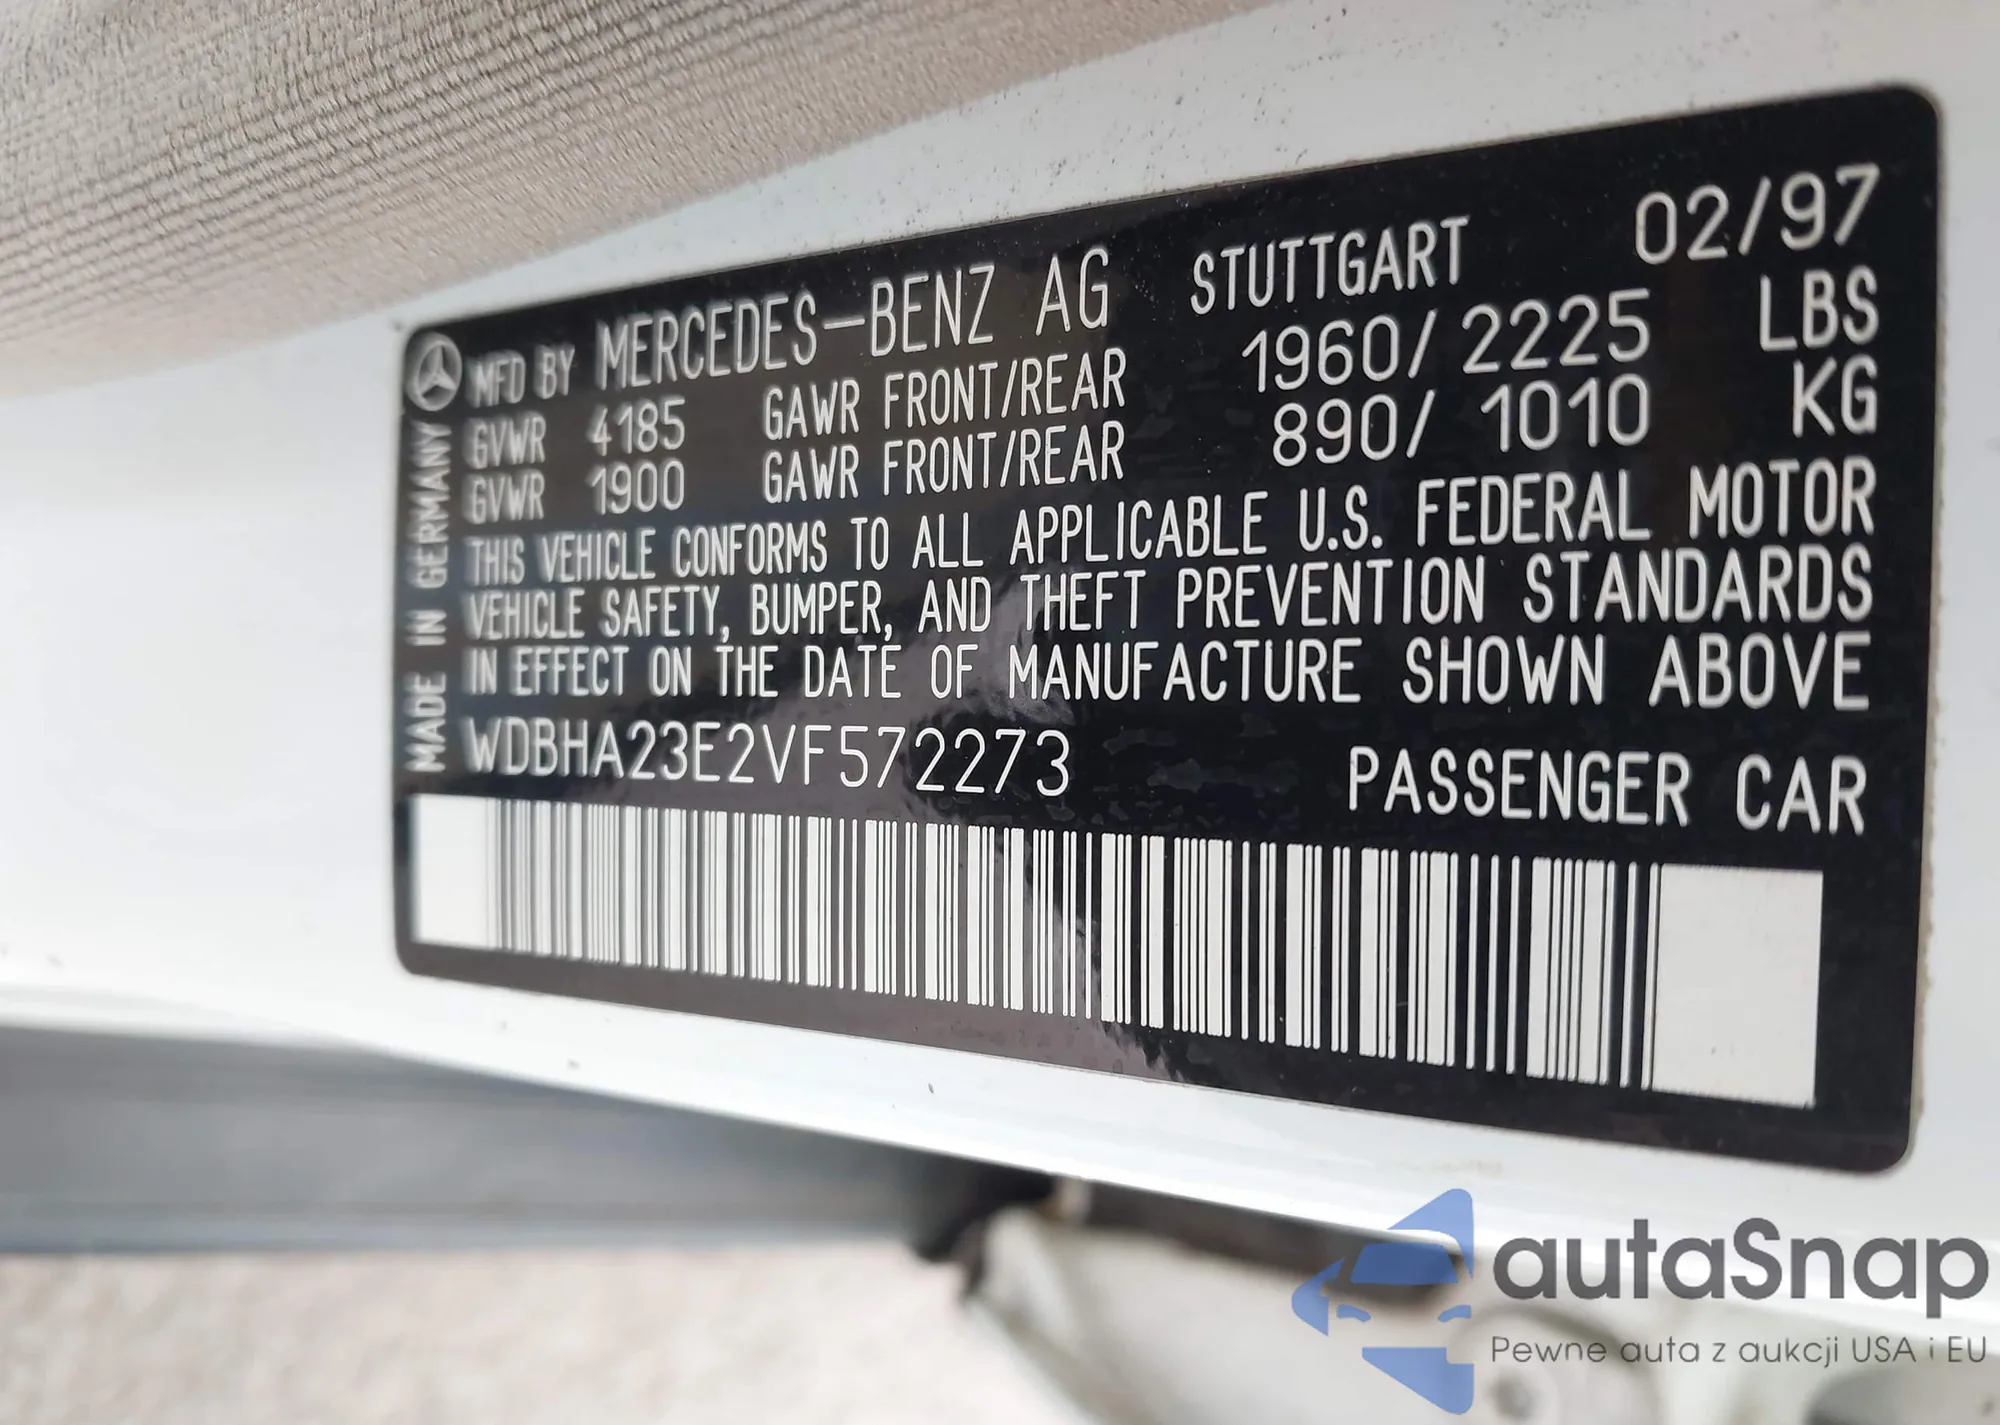 MFD BY MERCEDES-BENZ AG STUTTGART 02/97
GVWR 4185 GAWR FRONT/REAR 1960/2225 LBS
GVWR 1900 GAWR FRONT/REAR 890/1010 KG
THIS VEHICLE CONFORMS TO ALL APPLICABLE U.S. FEDERAL MOTOR
VEHICLE SAFETY, BUMPER, AND THEFT PREVENTION STANDARDS
IN EFFECT ON THE DATE OF MANUFACTURE SHOWN ABOVE
WDBHA23E2VF572273 PASSENGER CAR
MADE IN GERMANY
autaSnap
Pewne auta z aukcji USA i EU